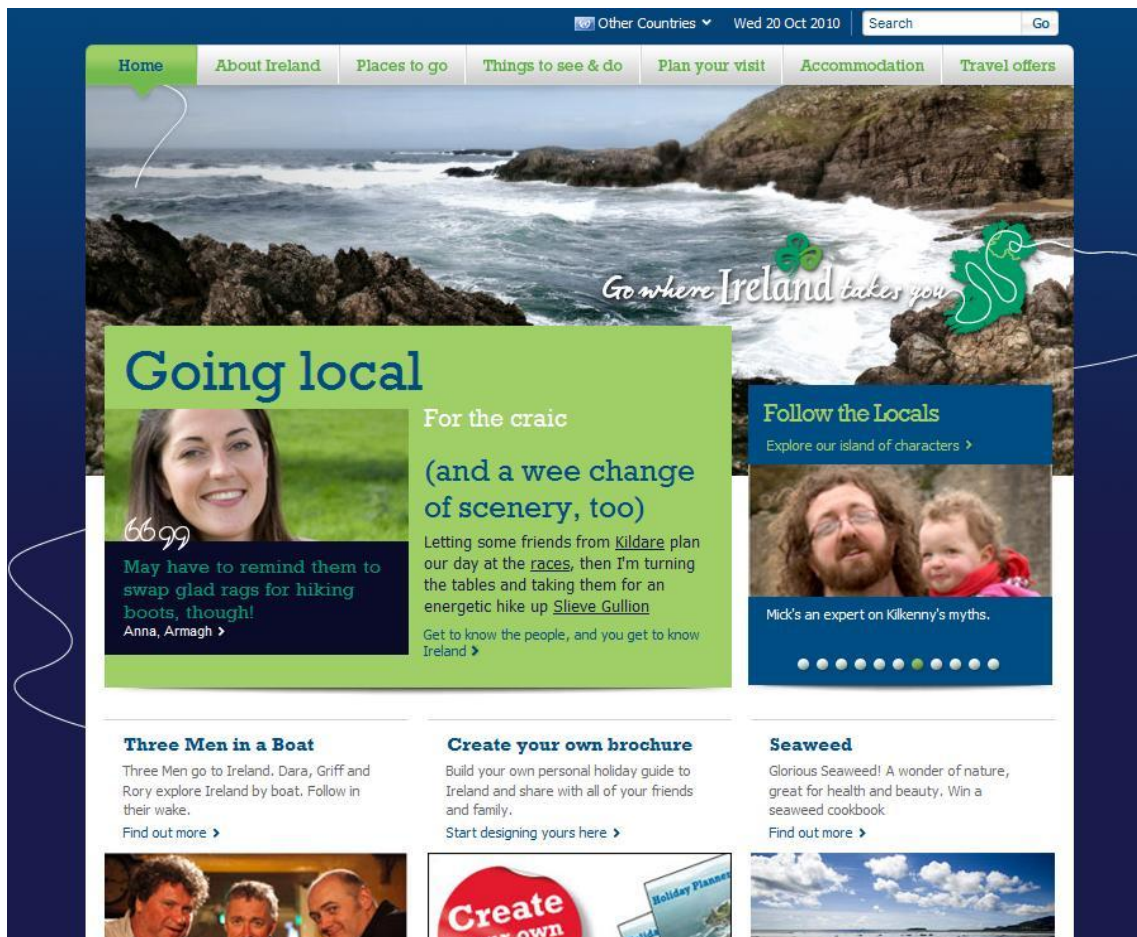 Other Countries
Wed 20 Oct 2010
Search
Go
Home
About Ireland
Places to go
Things to see & do
Plan your visit
Accommodation
Travel offers
Go where Ireland takes you
Going local
For the craic
(and a wee change
of scenery, too)
Letting some friends from Kildare plan
our day at the races, then I'm turning
the tables and taking them for an
energetic hike up Slieve Gullion
Get to know the people, and you get to know
Ireland >
May have to remind them to
swap glad rags for hiking
boots, though!
Anna, Armagh >
Follow the Locals
Explore our island of characters >
Mick's an expert on Kilkenny's myths.
Three Men in a Boat
Three Men go to Ireland. Dara, Griff and
Rory explore Ireland by boat. Follow in
their wake.
Find out more >
Create your own brochure
Build your own personal holiday guide to
Ireland and share with all of your friends
and family.
Start designing yours here >
Seaweed
Glorious Seaweed! A wonder of nature,
great for health and beauty. Win a
seaweed cookbook
Find out more >
Create
own
Holiday Planner